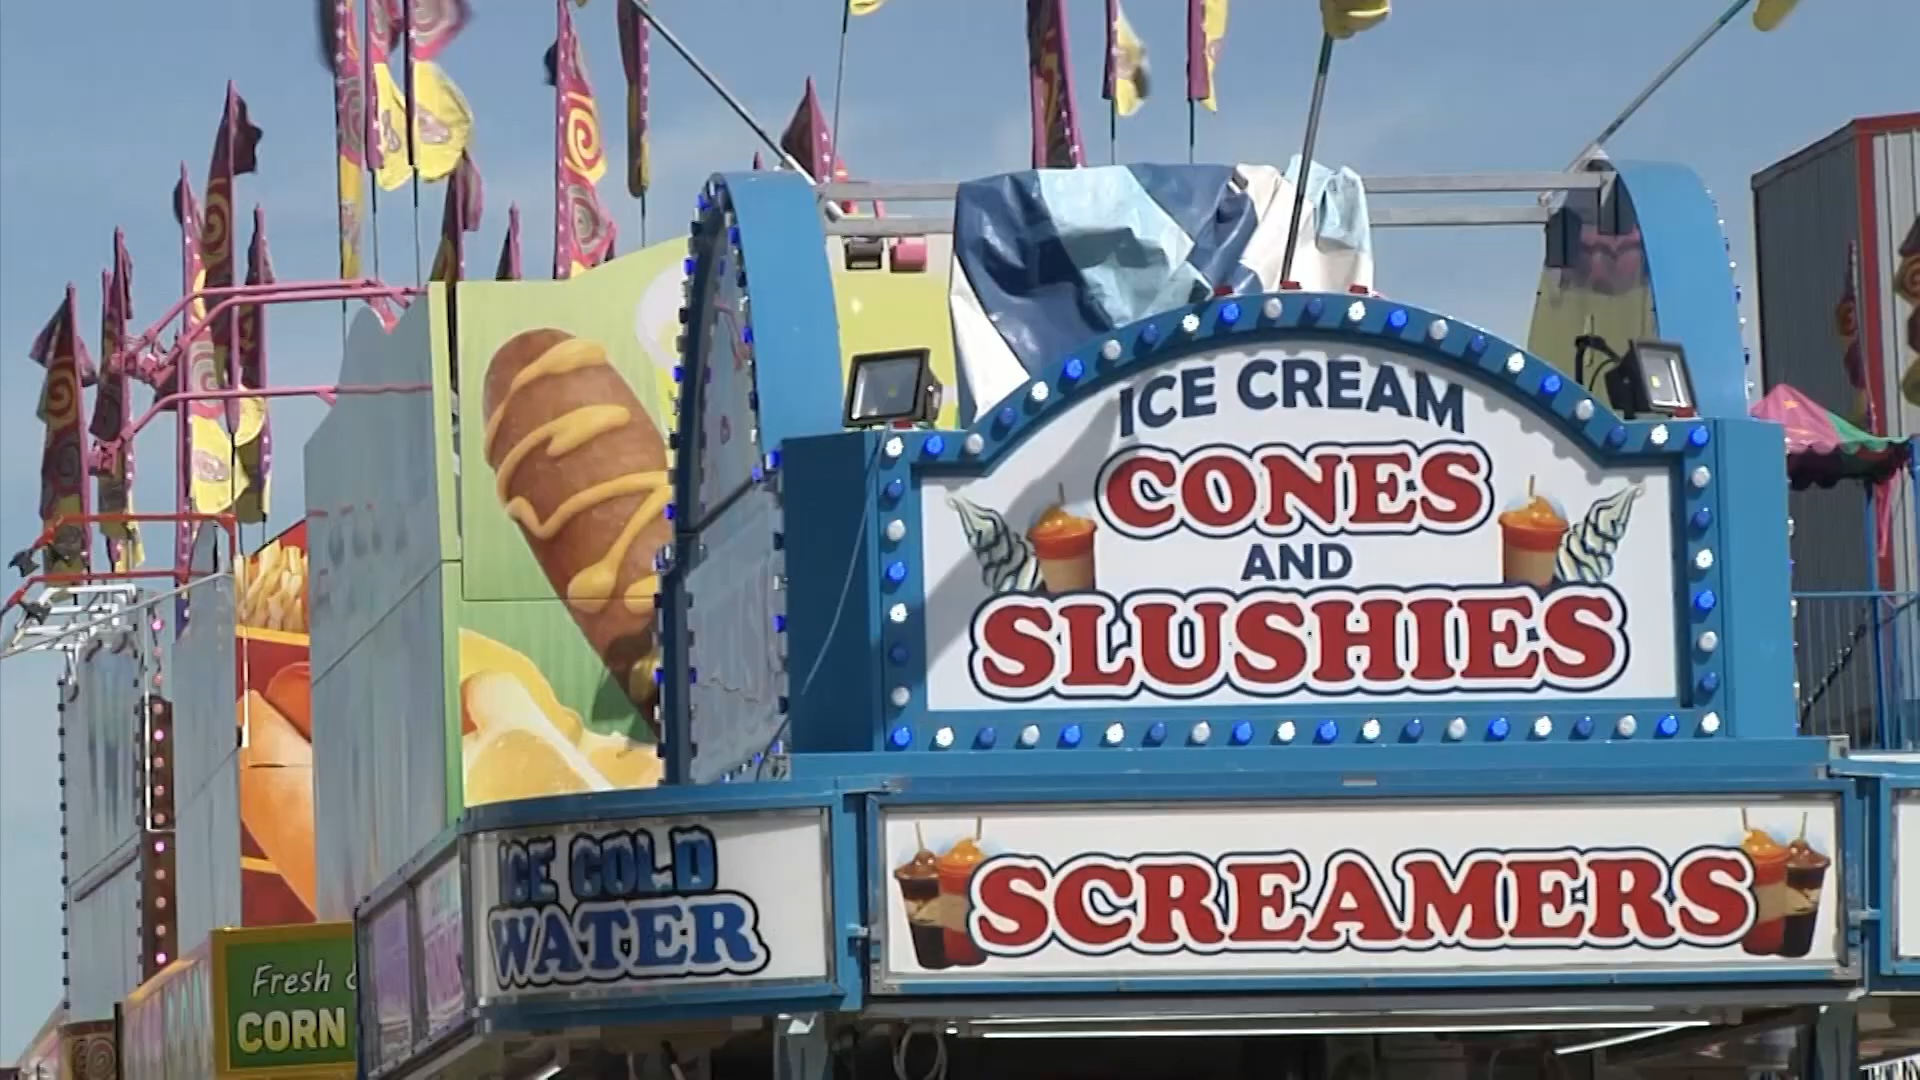 ICE CREAM
CONES
AND
SLUSHIES
ICE COLD
WATER
SCREAMERS
Fresh
CORN